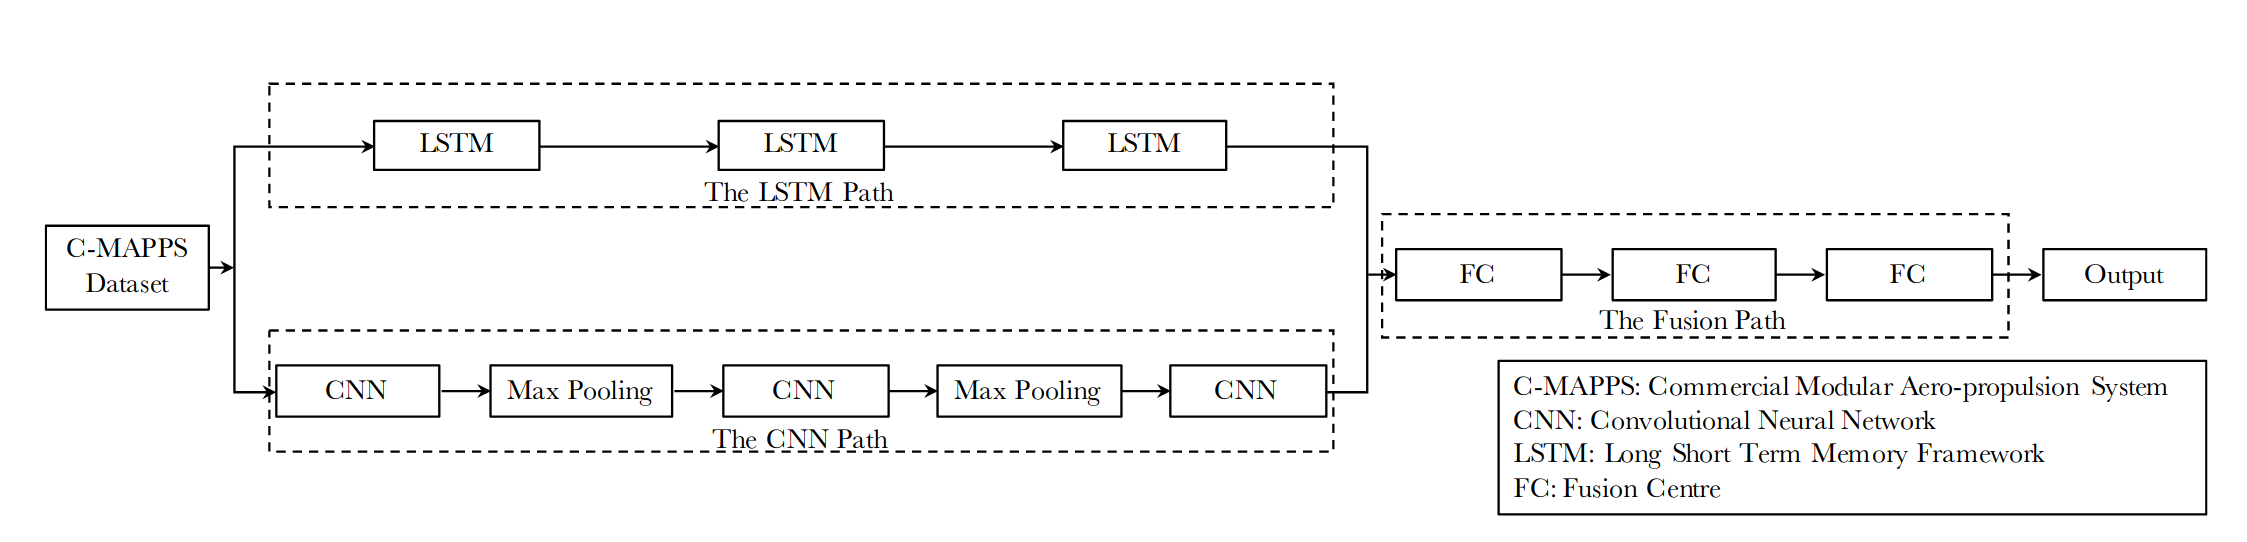 LSTM
LSTM
LSTM
The LSTM Path
C-MAPPS
Dataset
CNN
Max Pooling
CNN
Max Pooling
CNN
The CNN Path
FC
FC
FC
The Fusion Path
Output
C-MAPPS: Commercial Modular Aero-propulsion System
CNN: Convolutional Neural Network
LSTM: Long Short Term Memory Framework
FC: Fusion Centre